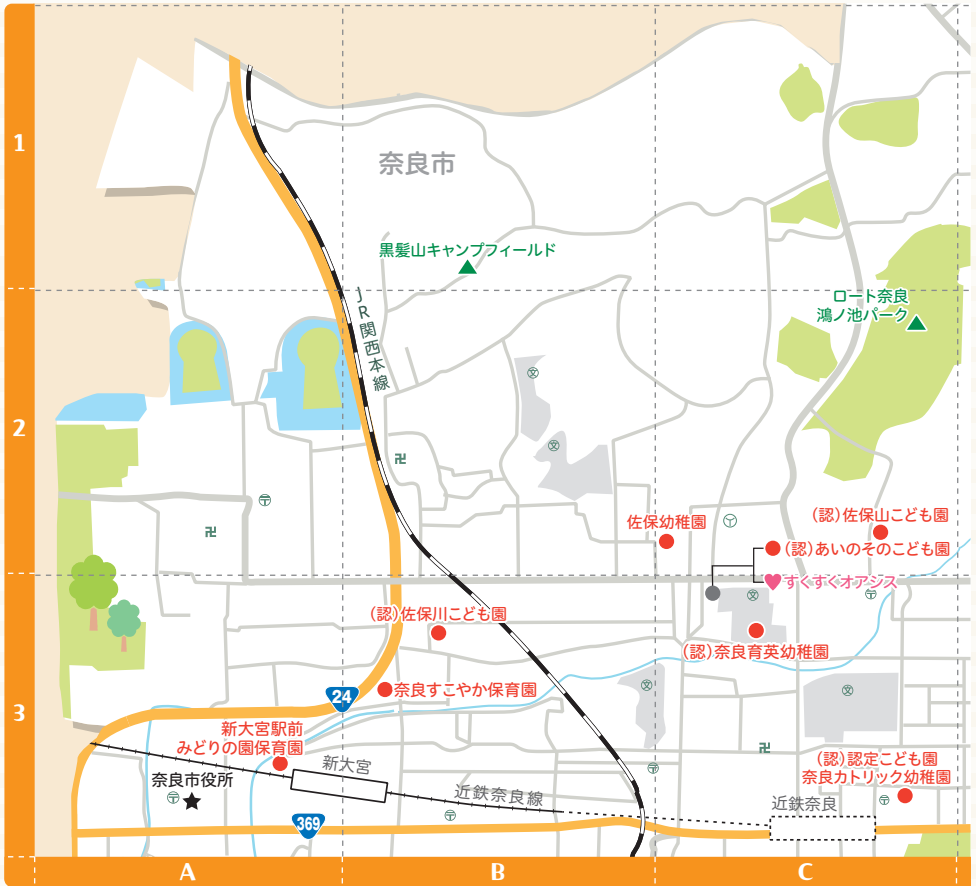 1
奈良市
黒髪山キャンプフィールド
JR関西本線
ロート奈良
鴻ノ池パーク
2
佐保幼稚園
(認)佐保山こども園
(認)あいのそのこども園
すくすくオアシス
(認)佐保川こども園
(認)奈良育英幼稚園
奈良すこやか保育園
24
3
新大宮駅前
みどりの園保育園
新大宮
奈良市役所
近鉄奈良線
(認)認定こども園
奈良カトリック幼稚園
近鉄奈良
369
A
B
C